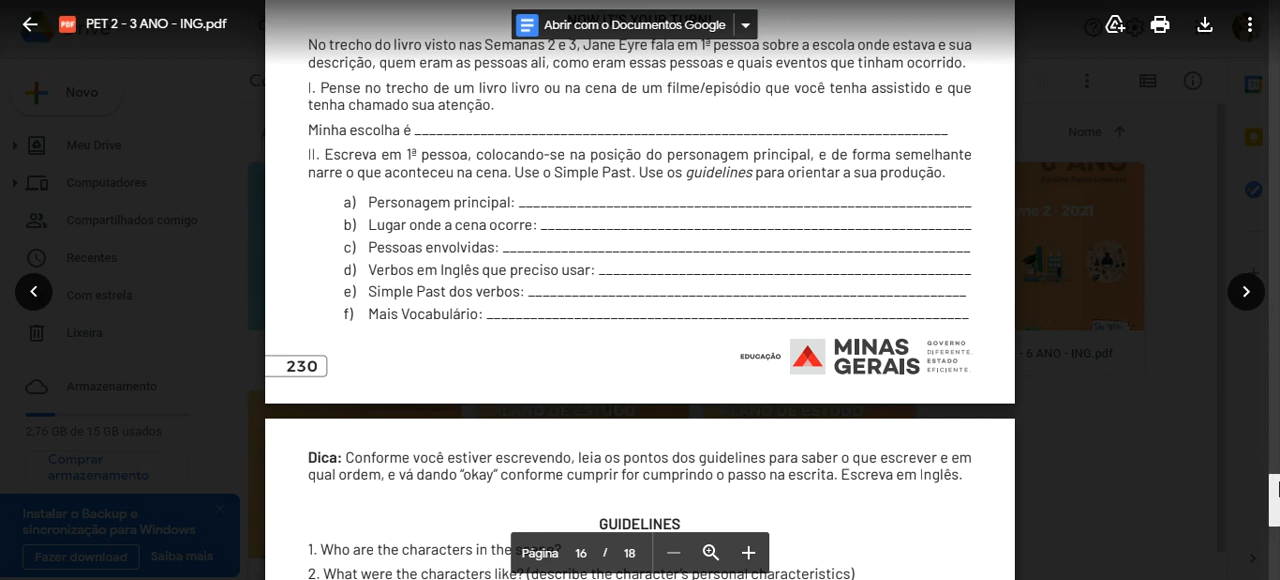 PET 2 - 3 ANO - ING.pdf
Abrir com o Documentos Google
No trecho do livro visto nas Semanas 2 e 3, Jane Eyre fala em 1ª pessoa sobre a escola onde estava e sua
descrição, quem eram as pessoas ali, como eram essas pessoas e quais eventos que tinham ocorrido.
I. Pense no trecho de um livro livro ou na cena de um filme/episódio que você tenha assistido e que
tenha chamado sua atenção.
Minha escolha é
II. Escreva em 1ª pessoa, colocando-se na posição do personagem principal, e de forma semelhante
narre o que aconteceu na cena. Use o Simple Past. Use os guidelines para orientar a sua produção.
a) Personagem principal:
b) Lugar onde a cena ocorre:
c) Pessoas envolvidas:
d) Verbos em Inglês que preciso usar:
e) Simple Past dos verbos:
f) Mais Vocabulário:
230
EDUCAÇÃO
MINAS
GERAIS
GOVERNO
DIFERENTE.
ESTADO
EFICIENTE.
Dica: Conforme você estiver escrevendo, leia os pontos dos guidelines para saber o que escrever e em
qual ordem, e vá dando “okay” conforme cumprir for cumprindo o passo na escrita. Escreva em Inglês.
GUIDELINES
1. Who are the characters in the
2. What were the characters like? (describe the character's personal characteristics)
Página 16 / 18
Novo
Meu Drive
Computadores
Compartilhados comigo
Recentes
Com estrela
Lixeira
Armazenamento
2,76 GB de 15 GB usados
Comprar
armazenamento
Instalar o Backup e
sincronização para Windows
Fazer download
Saiba mais
Nome
2 - 2021
- 6 ANO - ING.pdf